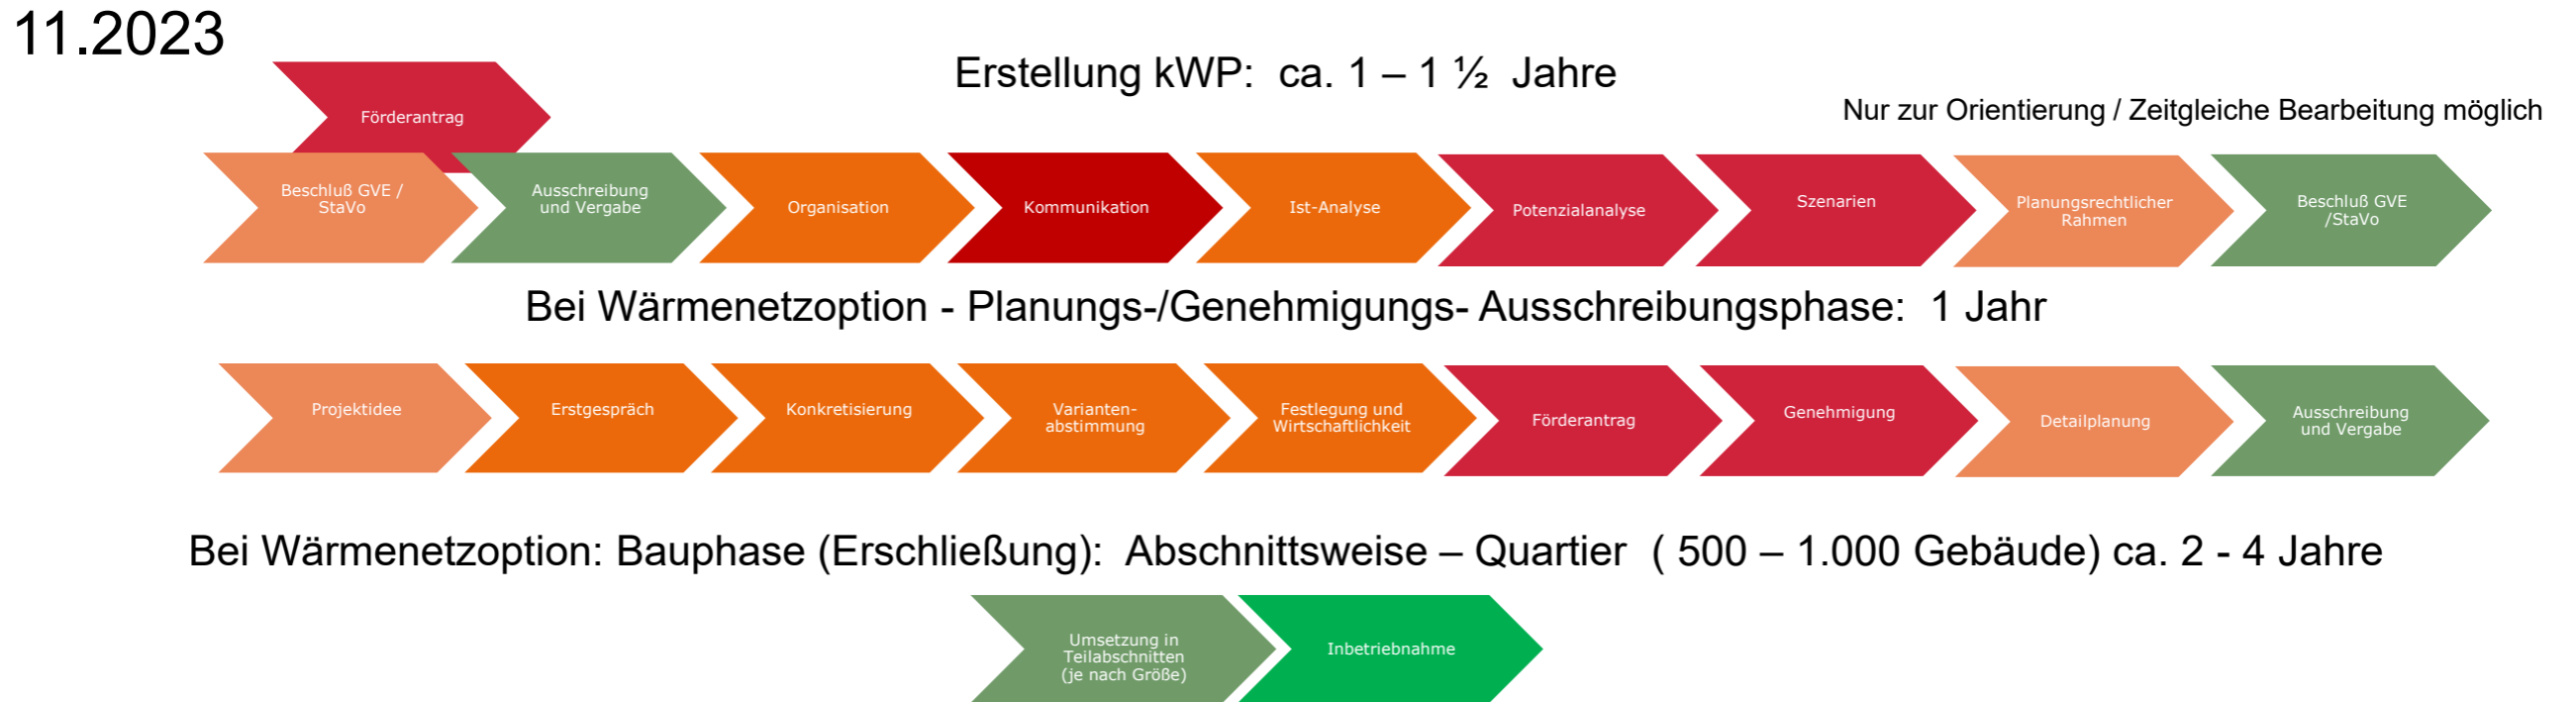 11.2023
Erstellung kWP: ca. 1 – 1 ½ Jahre
Nur zur Orientierung / Zeitgleiche Bearbeitung möglich
Förderantrag
Beschluß GVE /
StaVo
Ausschreibung
und Vergabe
Organisation
Kommunikation
Ist-Analyse
Potenzialanalyse
Szenarien
Planungsrechtlicher
Rahmen
Beschluß GVE
/StaVo
Bei Wärmenetzoption - Planungs-/Genehmigungs- Ausschreibungsphase: 1 Jahr
Projektidee
Erstgespräch
Konkretisierung
Varianten-
abstimmung
Festlegung und
Wirtschaftlichkeit
Förderantrag
Genehmigung
Detailplanung
Ausschreibung
und Vergabe
Bei Wärmenetzoption: Bauphase (Erschließung): Abschnittsweise – Quartier ( 500 – 1.000 Gebäude) ca. 2 - 4 Jahre
Umsetzung in
Teilabschnitten
(je nach Größe)
Inbetriebnahme